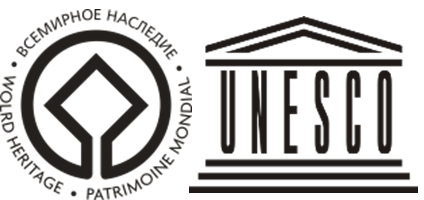 • ВСЕМИРНОЕ НАСЛЕДИЕ •
WOLRD HERITAGE •
PATRIMOINE MONDIAL
UNESCO